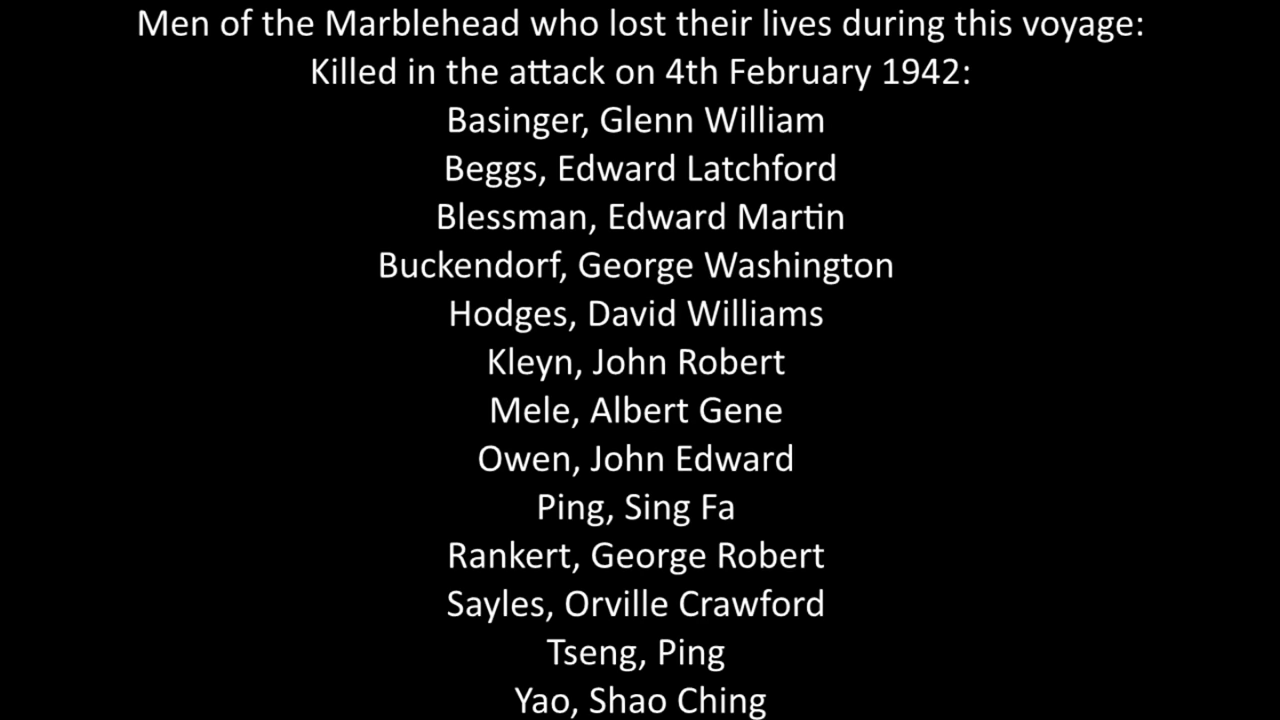 Men of the Marblehead who lost their lives during this voyage:
Killed in the attack on 4th February 1942:
Basinger, Glenn William
Beggs, Edward Latchford
Blessman, Edward Martin
Buckendorf, George Washington
Hodges, David Williams
Kleyn, John Robert
Mele, Albert Gene
Owen, John Edward
Ping, Sing Fa
Rankert, George Robert
Sayles, Orville Crawford
Tseng, Ping
Yao, Shao Ching